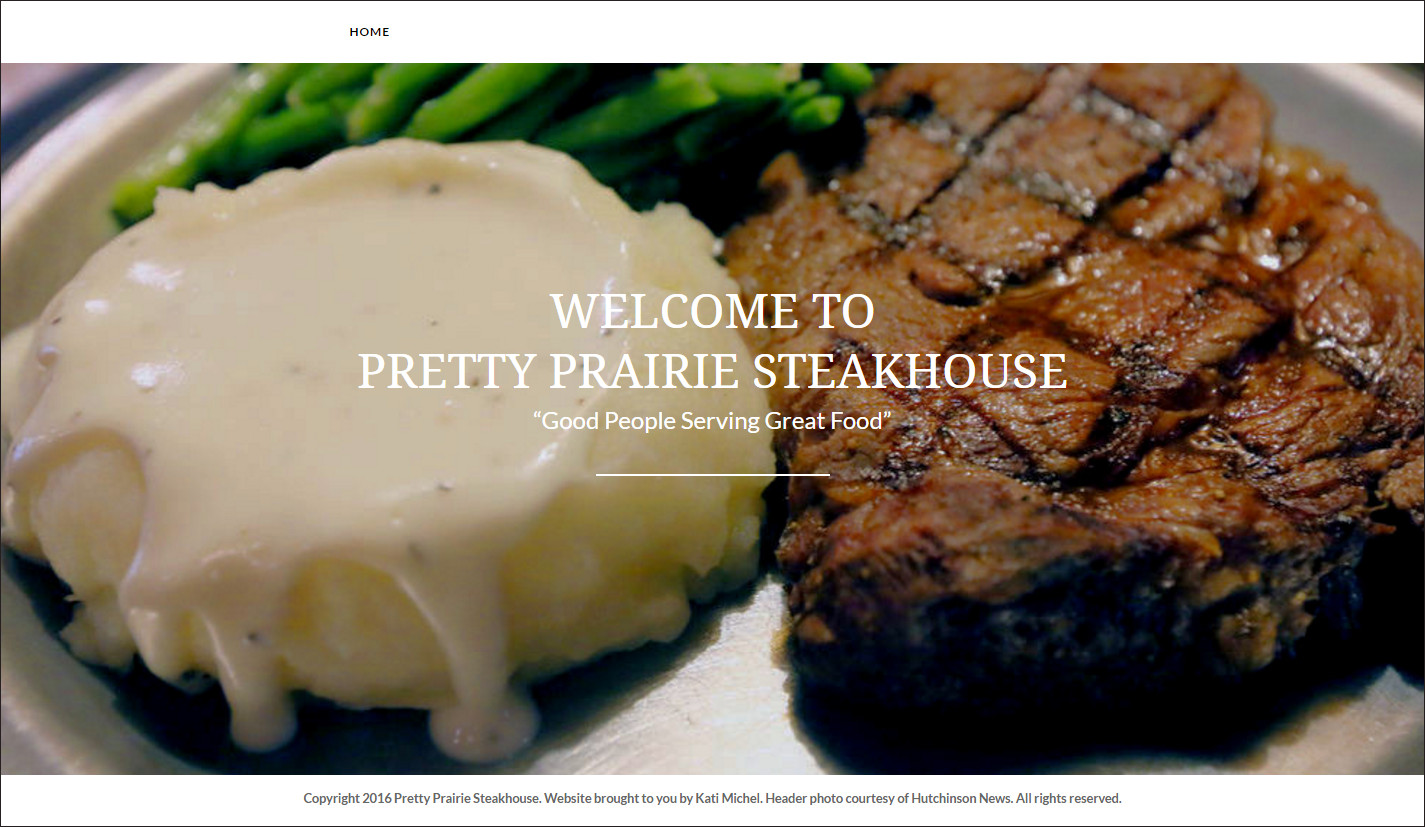 HOME
WELCOME TO
PRETTY PRAIRIE STEAKHOUSE
“Good People Serving Great Food”
Copyright 2016 Pretty Prairie Steakhouse. Website brought to you by Kati Michel. Header photo courtesy of Hutchinson News. All rights reserved.